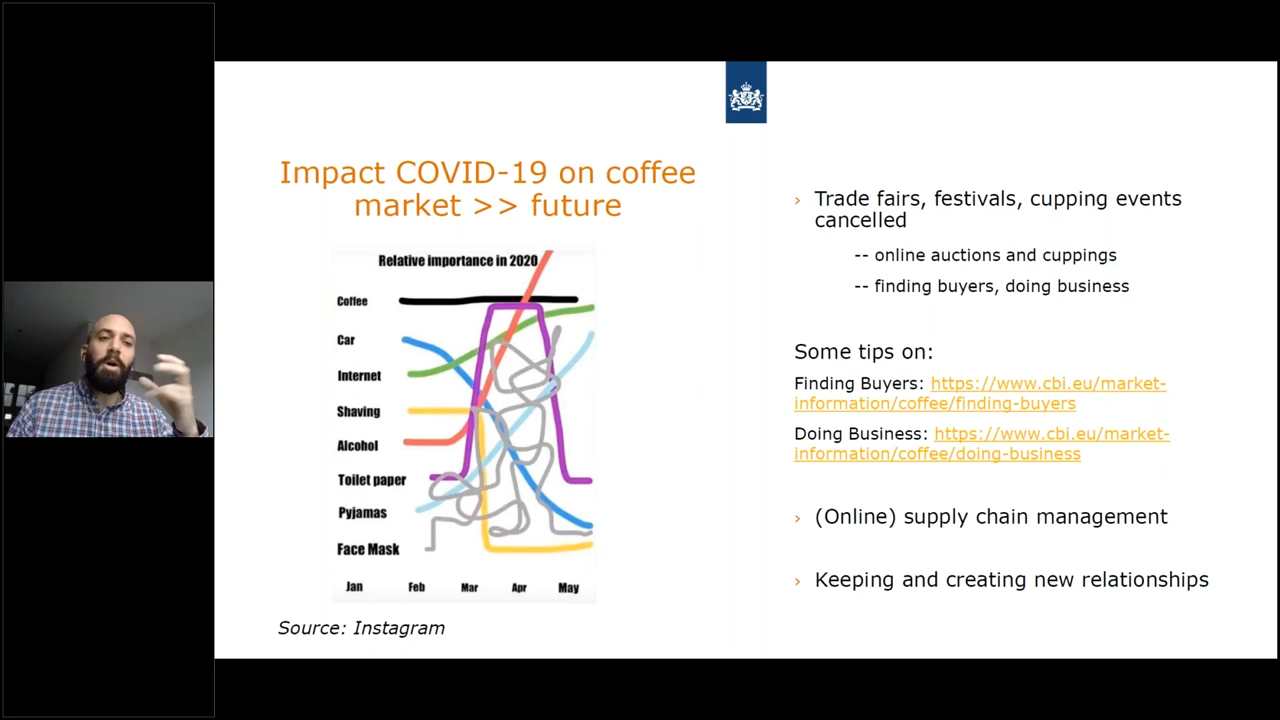 Impact COVID-19 on coffee
market >> future
Relative importance in 2020
Coffee
Car
Internet
Shaving
Alcohol
Toilet paper
Pyjamas
Face Mask
Jan Feb Mar Apr May
Source: Instagram
› Trade fairs, festivals, cupping events
cancelled
-- online auctions and cuppings
-- finding buyers, doing business
Some tips on:
Finding Buyers: https://www.cbi.eu/market-
information/coffee/finding-buyers
Doing Business: https://www.cbi.eu/market-
information/coffee/doing-business
› (Online) supply chain management
› Keeping and creating new relationships